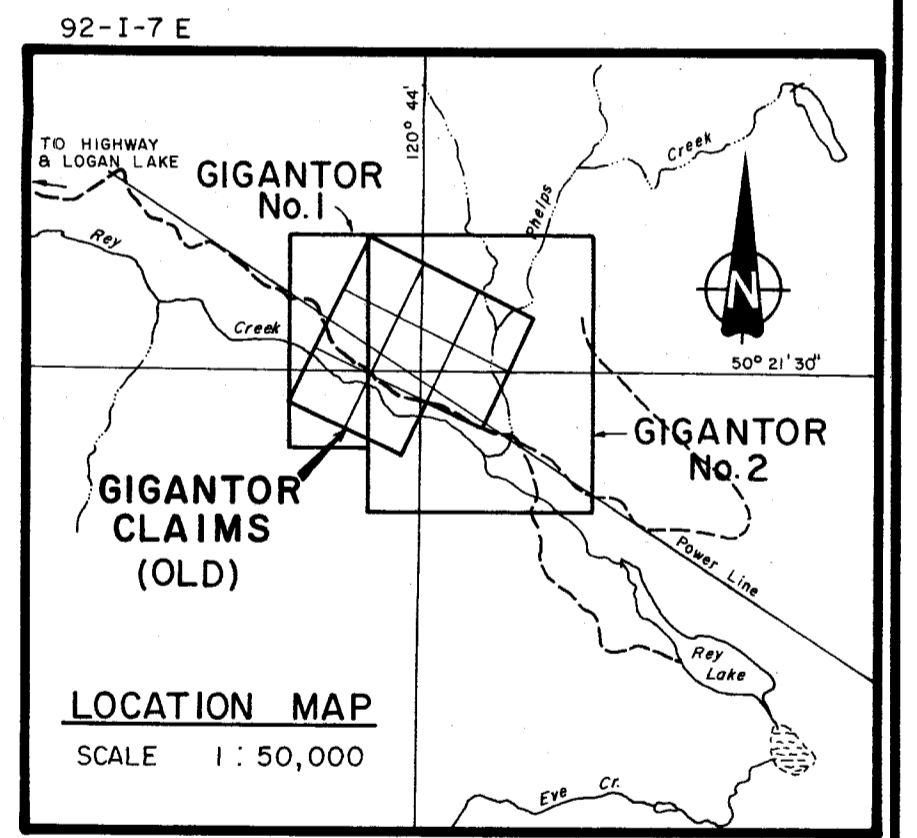 92-I-7 E
120° 44'
TO HIGHWAY
& LOGAN LAKE
GIGANTOR
No. 1
Phelps
Creek
Rey
Creek
N
50° 21' 30"
GIGANTOR
No. 2
GIGANTOR
CLAIMS
(OLD)
Power Line
Rey
Lake
LOCATION MAP
SCALE 1 : 50,000
Eve Cr.